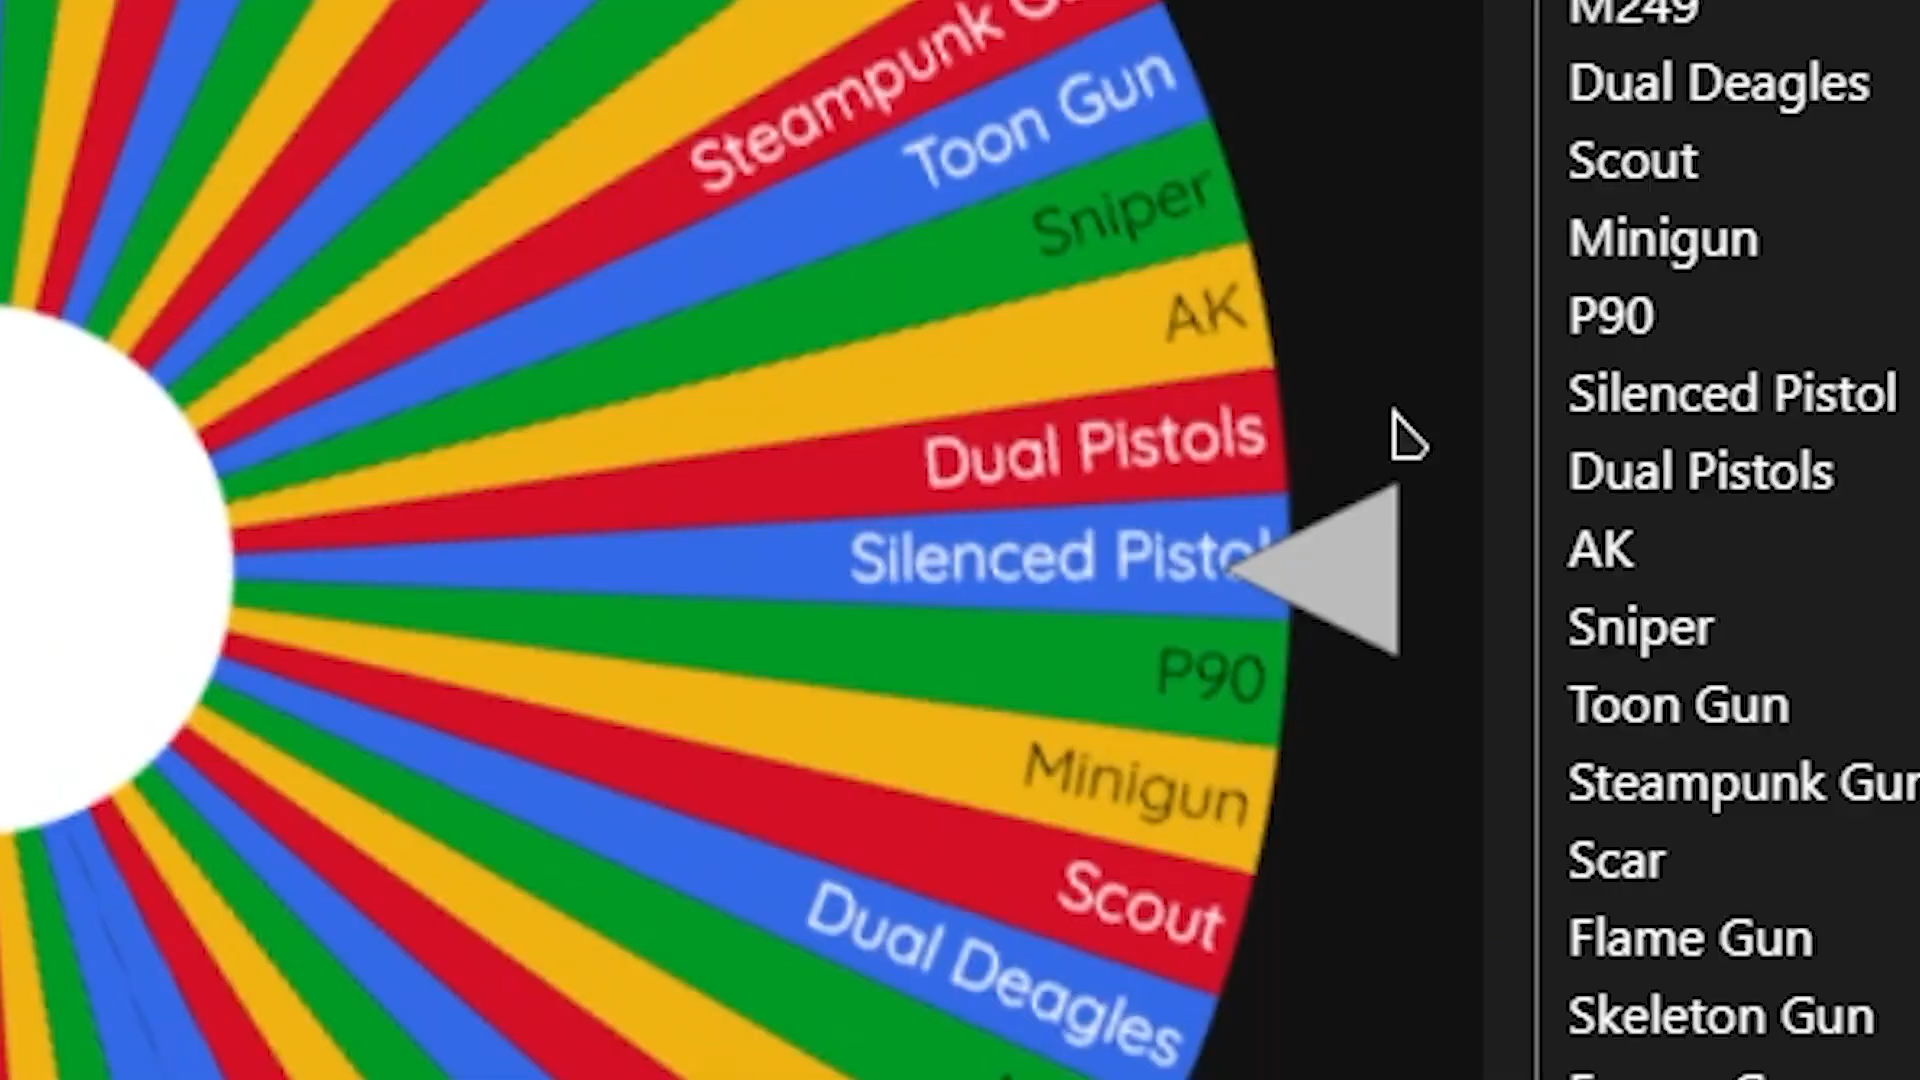 Steampunk G
Toon Gun
Sniper
AK
Dual Pistols
Silenced Pistol
P90
Minigun
Scout
Dual Deagles
M249
Dual Deagles
Scout
Minigun
P90
Silenced Pistol
Dual Pistols
AK
Sniper
Toon Gun
Steampunk Gun
Scar
Flame Gun
Skeleton Gun